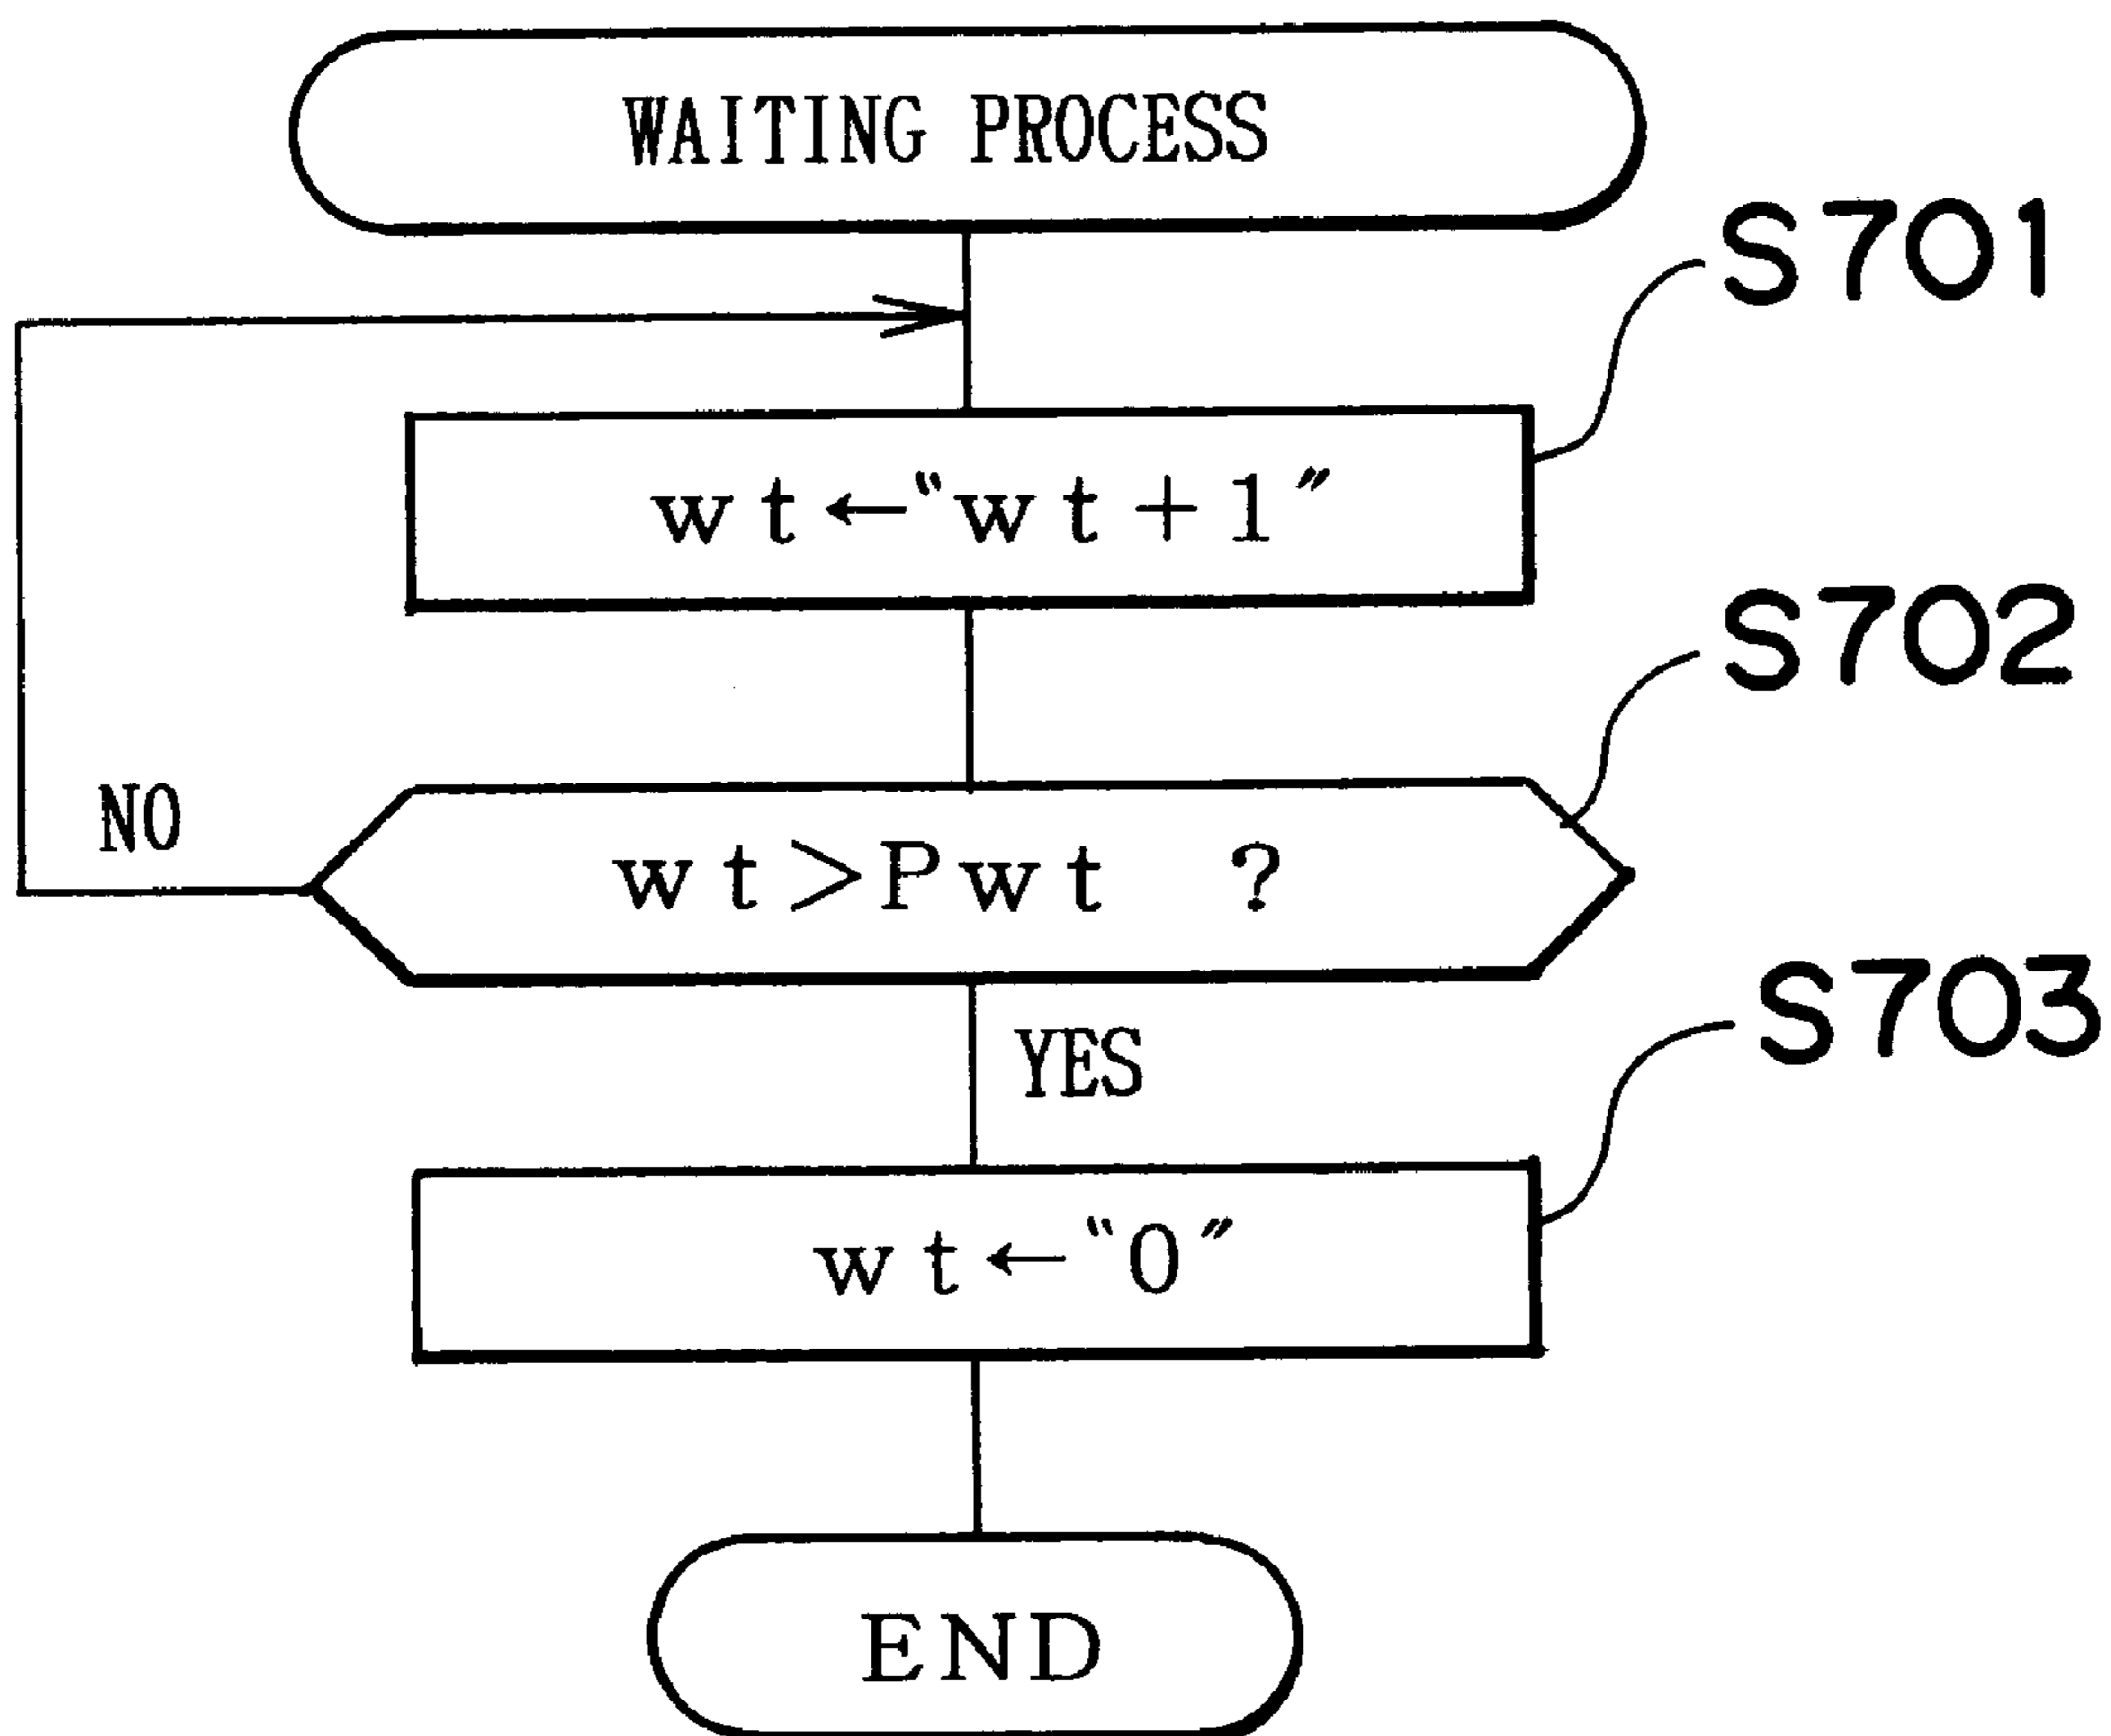 WAITING PROCESS
S701
wt←“wt+1”
S702
NO
wt>Pwt ?
YES
S703
wt←“0”
END